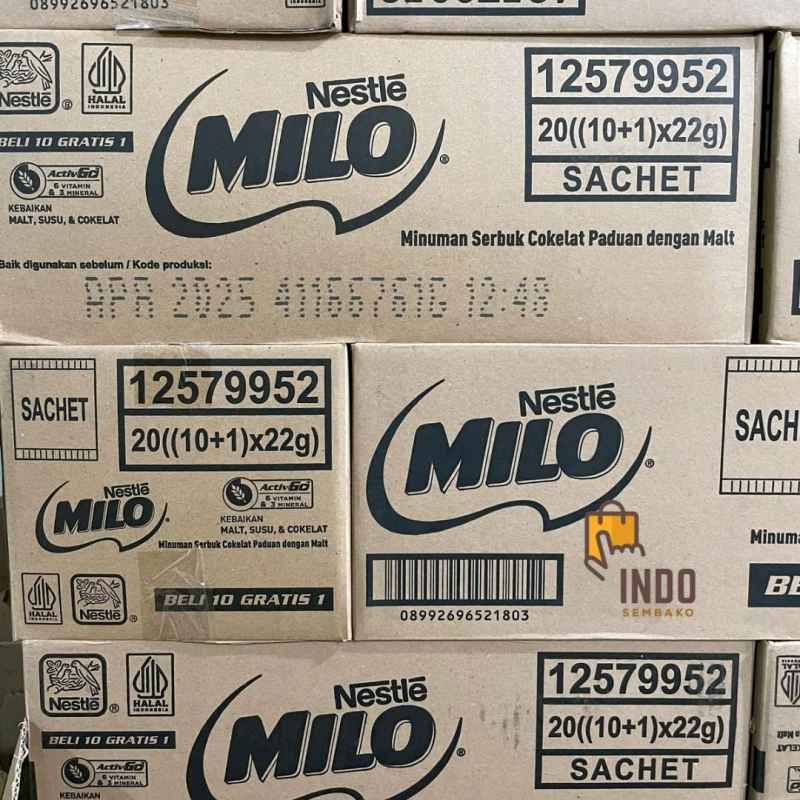 08992696521803
Nestlé
HALAL
INDONESIA
BELI 10 GRATIS 1
ActivGO
6 VITAMIN
& 3 MINERAL
KEBAIKAN
MALT, SUSU, & COKELAT
Nestlé
MILO
12579952
20((10+1)x22g)
SACHET
Minuman Serbuk Cokelat Paduan dengan Malt
Baik digunakan sebelum / Kode produksi:
APR 2025 41166761G 12:48
SACHET
12579952
20((10+1)x22g)
Nestlé
MILO
ActivGO
6 VITAMIN
& 3 MINERAL
KEBAIKAN
MALT, SUSU, & COKELAT
Minuman Serbuk Cokelat Paduan dengan Malt
HALAL
INDONESIA
Nestlé
BELI 10 GRATIS 1
Nestlé
MILO
08992696521803
SACH
Minum
BE
INDO
SEMBAKO
Nestlé
HALAL
INDONESIA
BELI 10 GRATIS 1
ActivGO
6 VITAMIN
& 3 MINERAL
KEBAIKAN
Nestlé
MILO
12579952
20((10+1)x22g)
SACHET